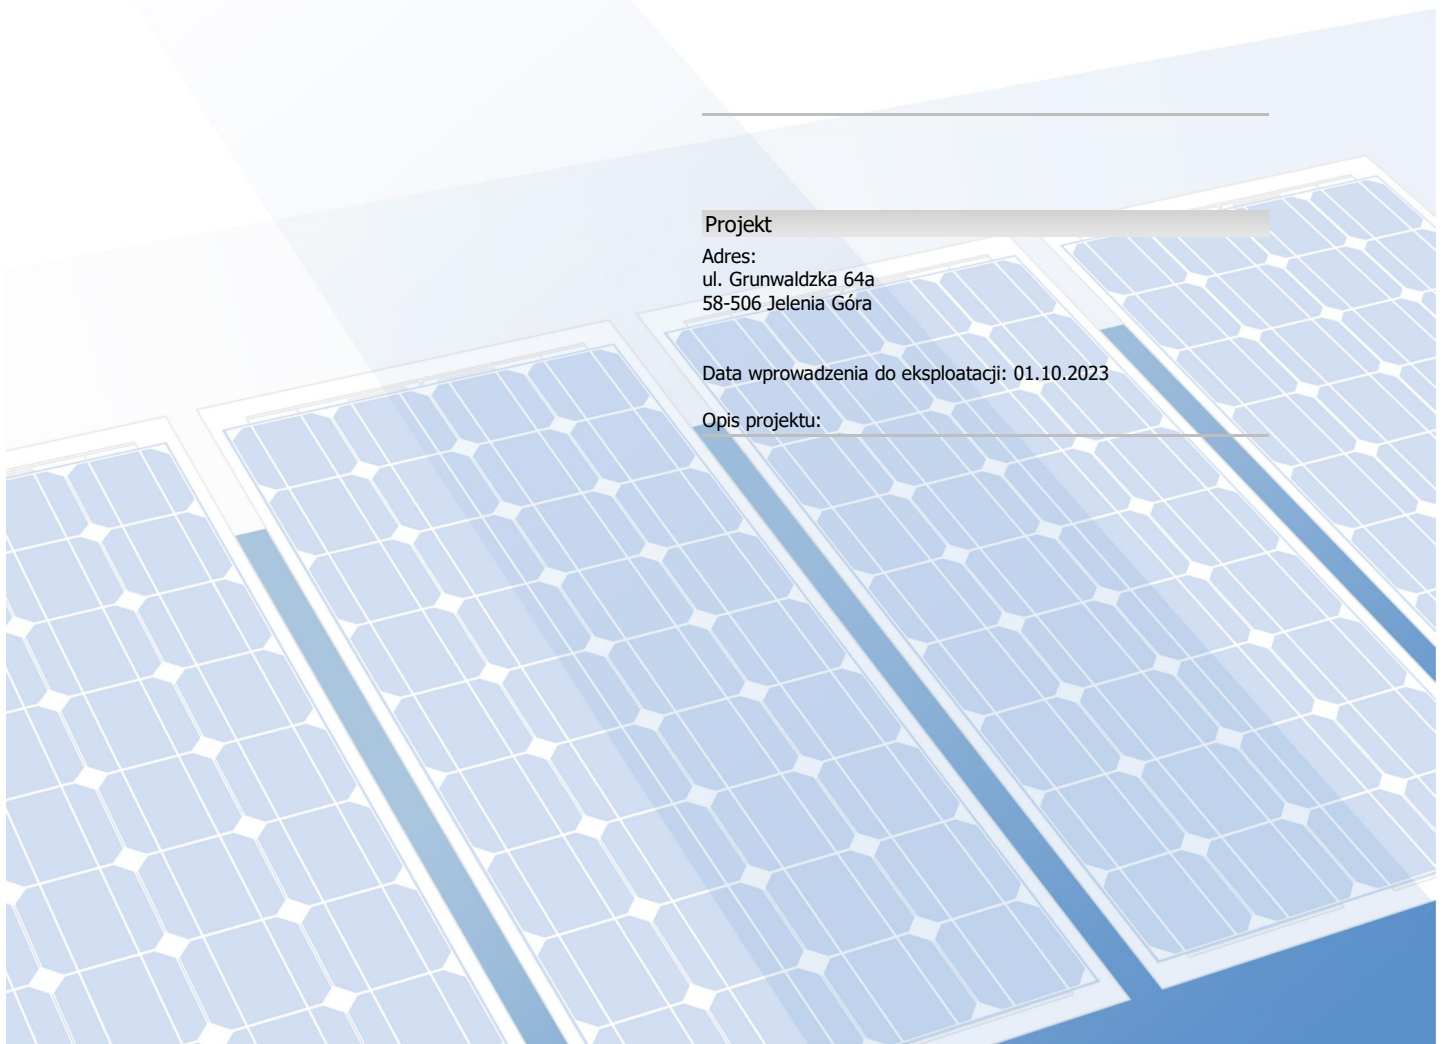 Projekt
Adres:
ul. Grunwaldzka 64a
58-506 Jelenia Góra
Data wprowadzenia do eksploatacji: 01.10.2023
Opis projektu: